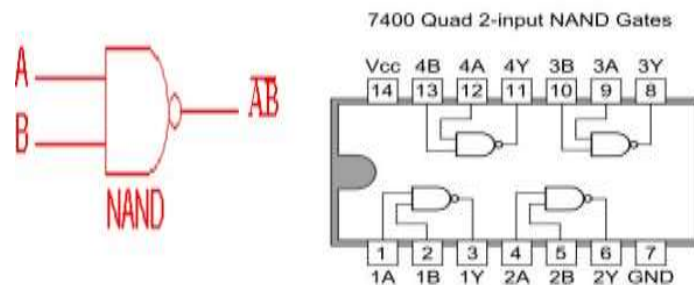 A
B
A̅B̅
NAND
7400 Quad 2-input NAND Gates
Vcc 4B 4A 4Y 3B 3A 3Y
14 13 12 11 10 9 8
1 2 3 4 5 6 7
1A 1B 1Y 2A 2B 2Y GND